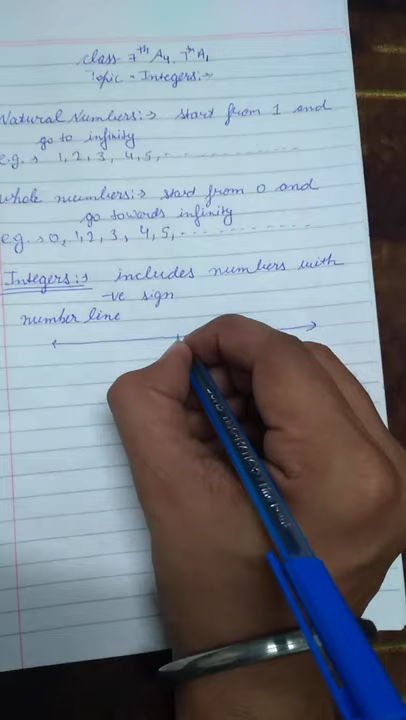 class- 7th A4, 7th A1
Topic - Integers :→
Natural Numbers :→ start from 1 and
go to infinity
e.g. → 1, 2, 3, 4, 5, - - - - - - - - - - -
Whole numbers :→ start from 0 and
go towards infinity
e.g. → 0, 1, 2, 3, 4, 5, - - - - - - - - - - -
Integers :→ includes numbers with
-ve sign
number line